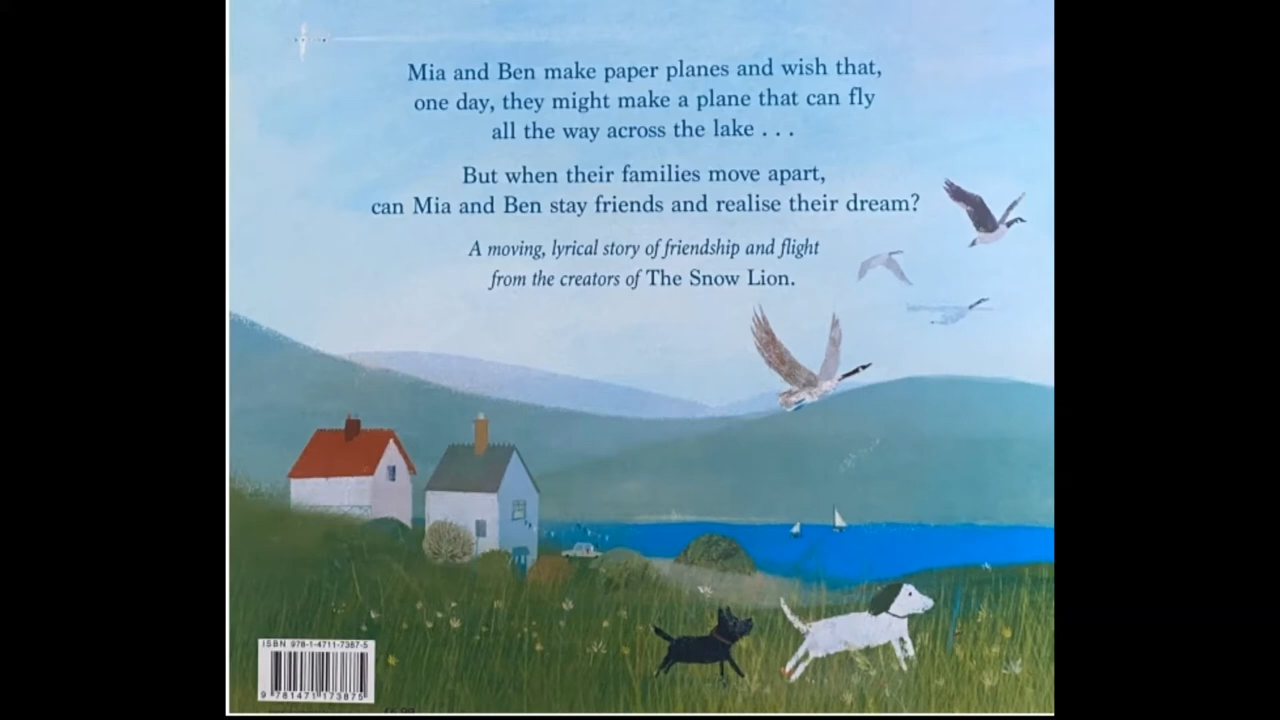 Mia and Ben make paper planes and wish that,
one day, they might make a plane that can fly
all the way across the lake . . .
But when their families move apart,
can Mia and Ben stay friends and realise their dream?
A moving, lyrical story of friendship and flight
from the creators of The Snow Lion.
ISBN 978-1-4711-7387-5
9 781471 173875